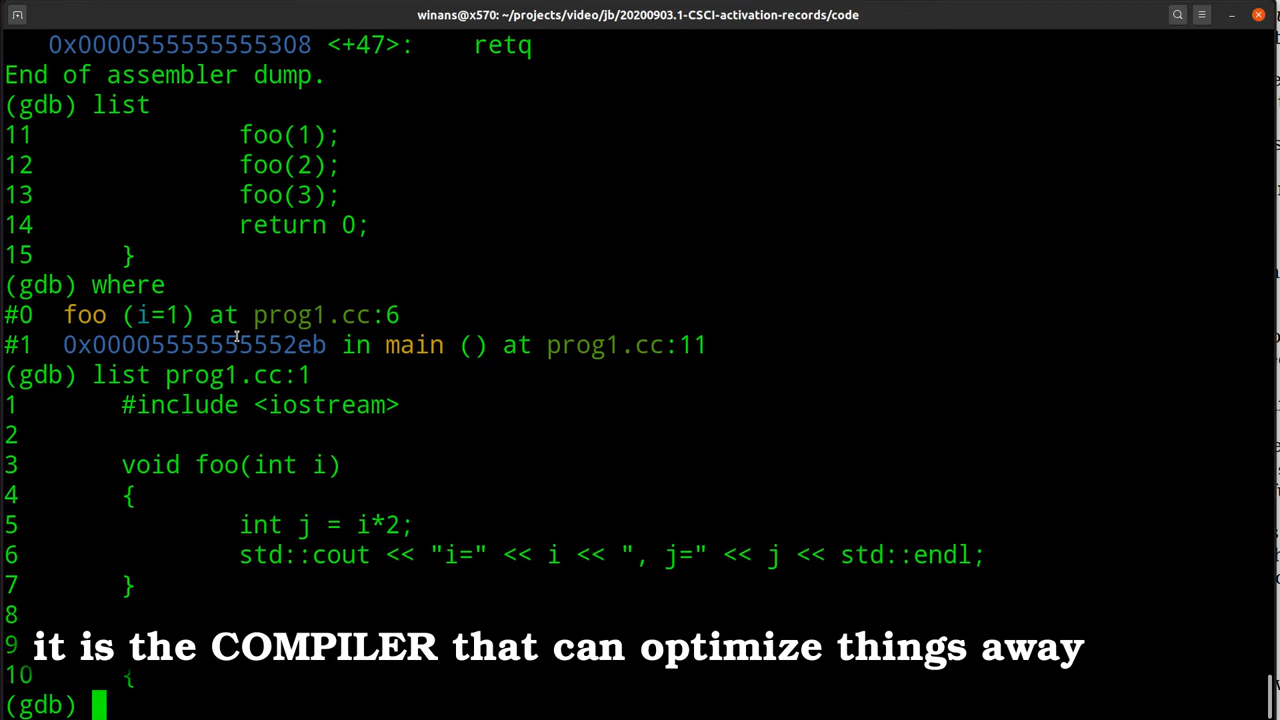 winans@x570: ~/projects/video/jb/20200903.1-CSCI-activation-records/code
0x0000555555555308 <+47>: retq
End of assembler dump.
(gdb) list
11 foo(1);
12 foo(2);
13 foo(3);
14 return 0;
15 }
(gdb) where
#0 foo (i=1) at prog1.cc:6
#1 0x00005555555552eb in main () at prog1.cc:11
(gdb) list prog1.cc:1
1 #include <iostream>
2
3 void foo(int i)
4 {
5 int j = i*2;
6 std::cout << "i=" << i << ", j=" << j << std::endl;
7 }
8
9
it is the COMPILER that can optimize things away
10 {
(gdb)